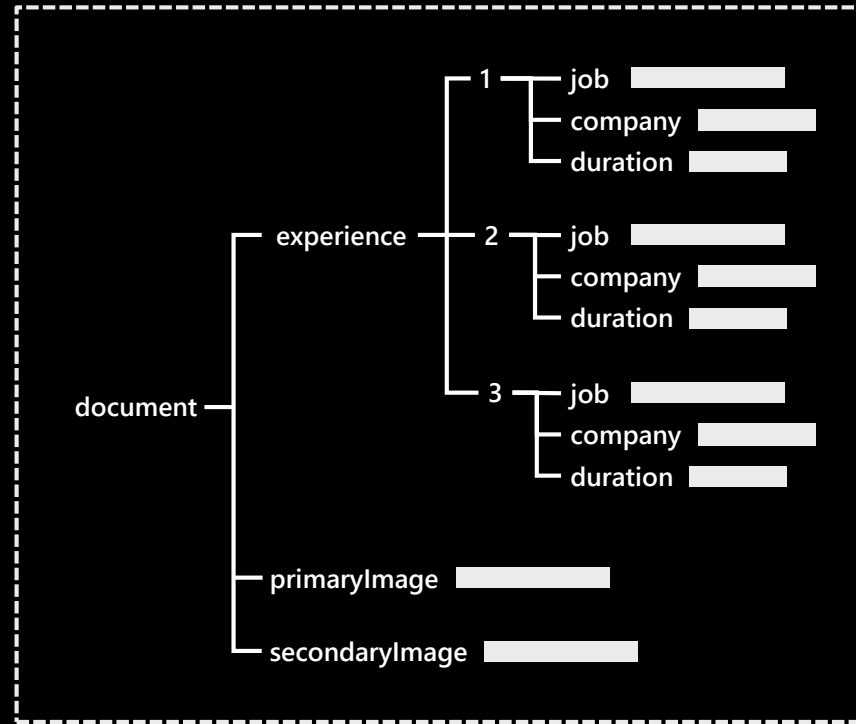 1 job
company
duration
experience 2 job
company
duration
document 3 job
company
duration
primaryImage
secondaryImage